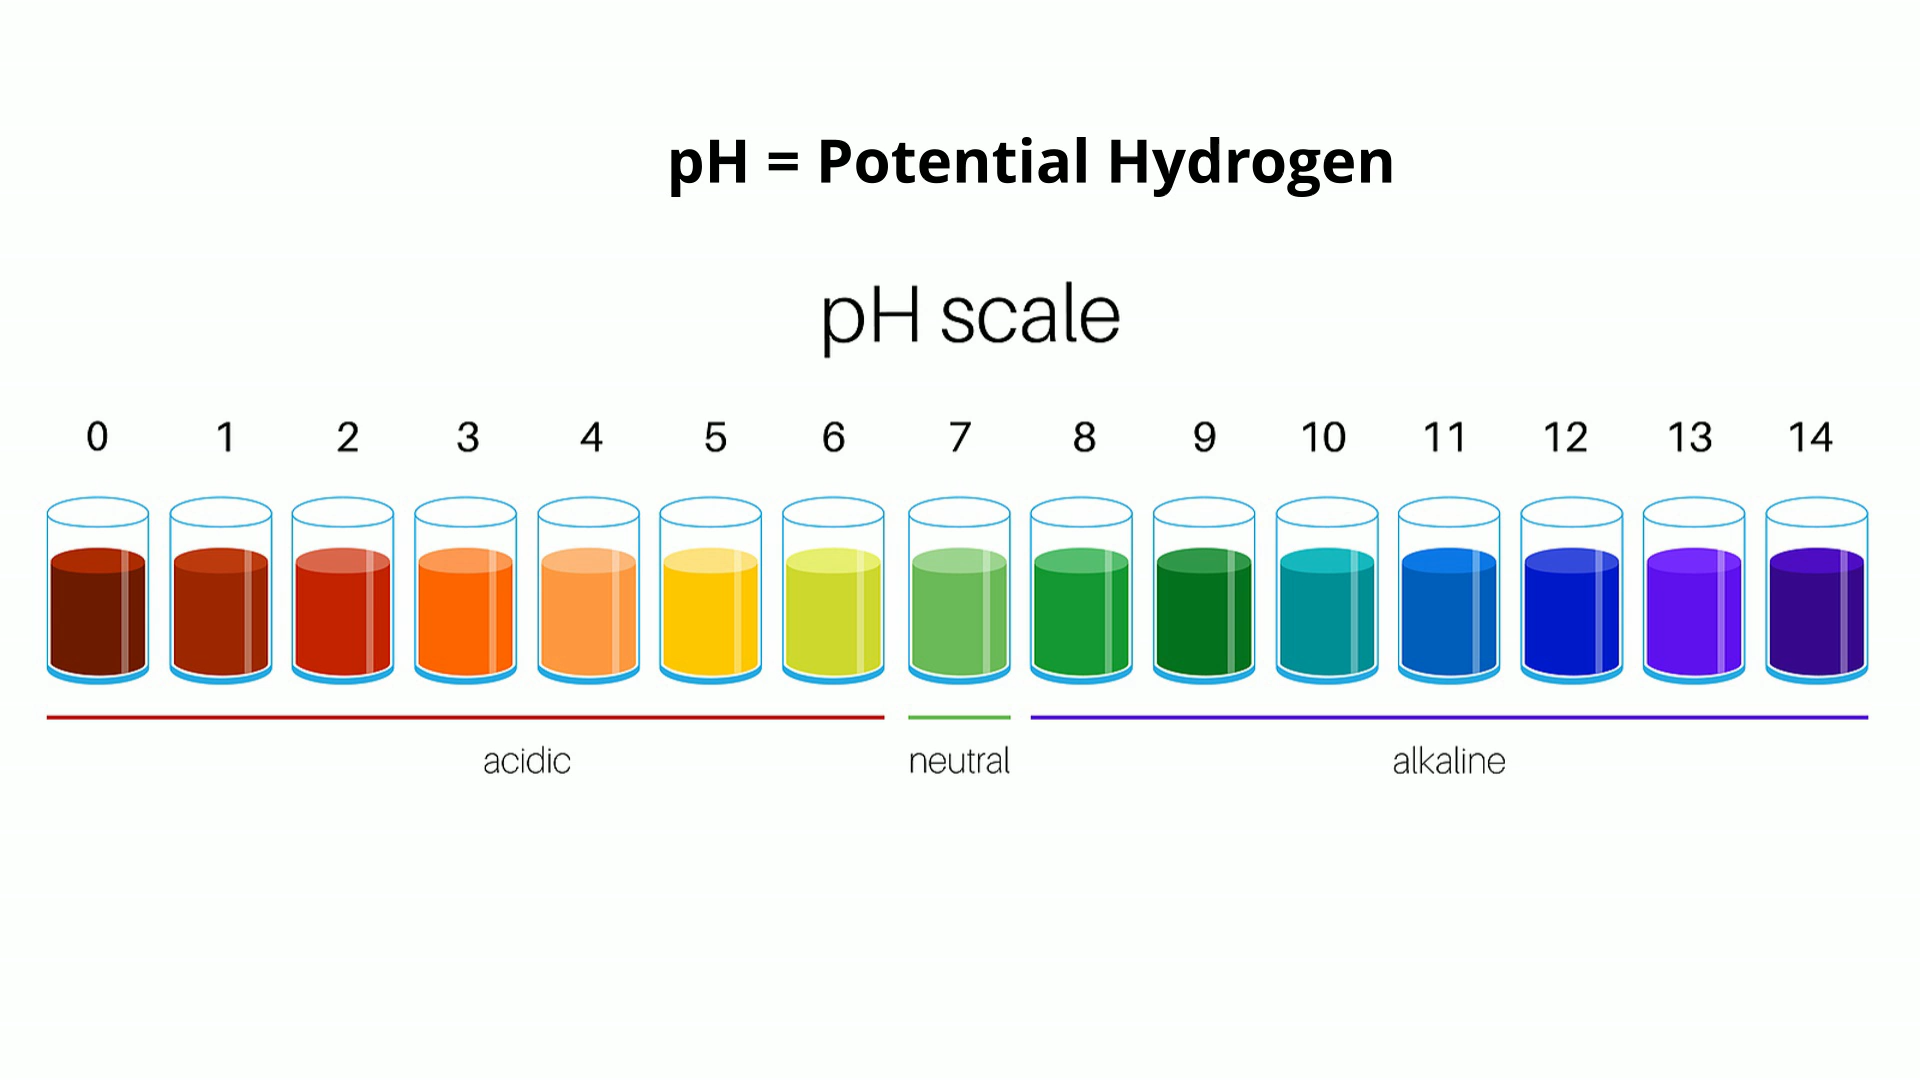 pH = Potential Hydrogen
pH scale
0 1 2 3 4 5 6 7 8 9 10 11 12 13 14
acidic neutral alkaline